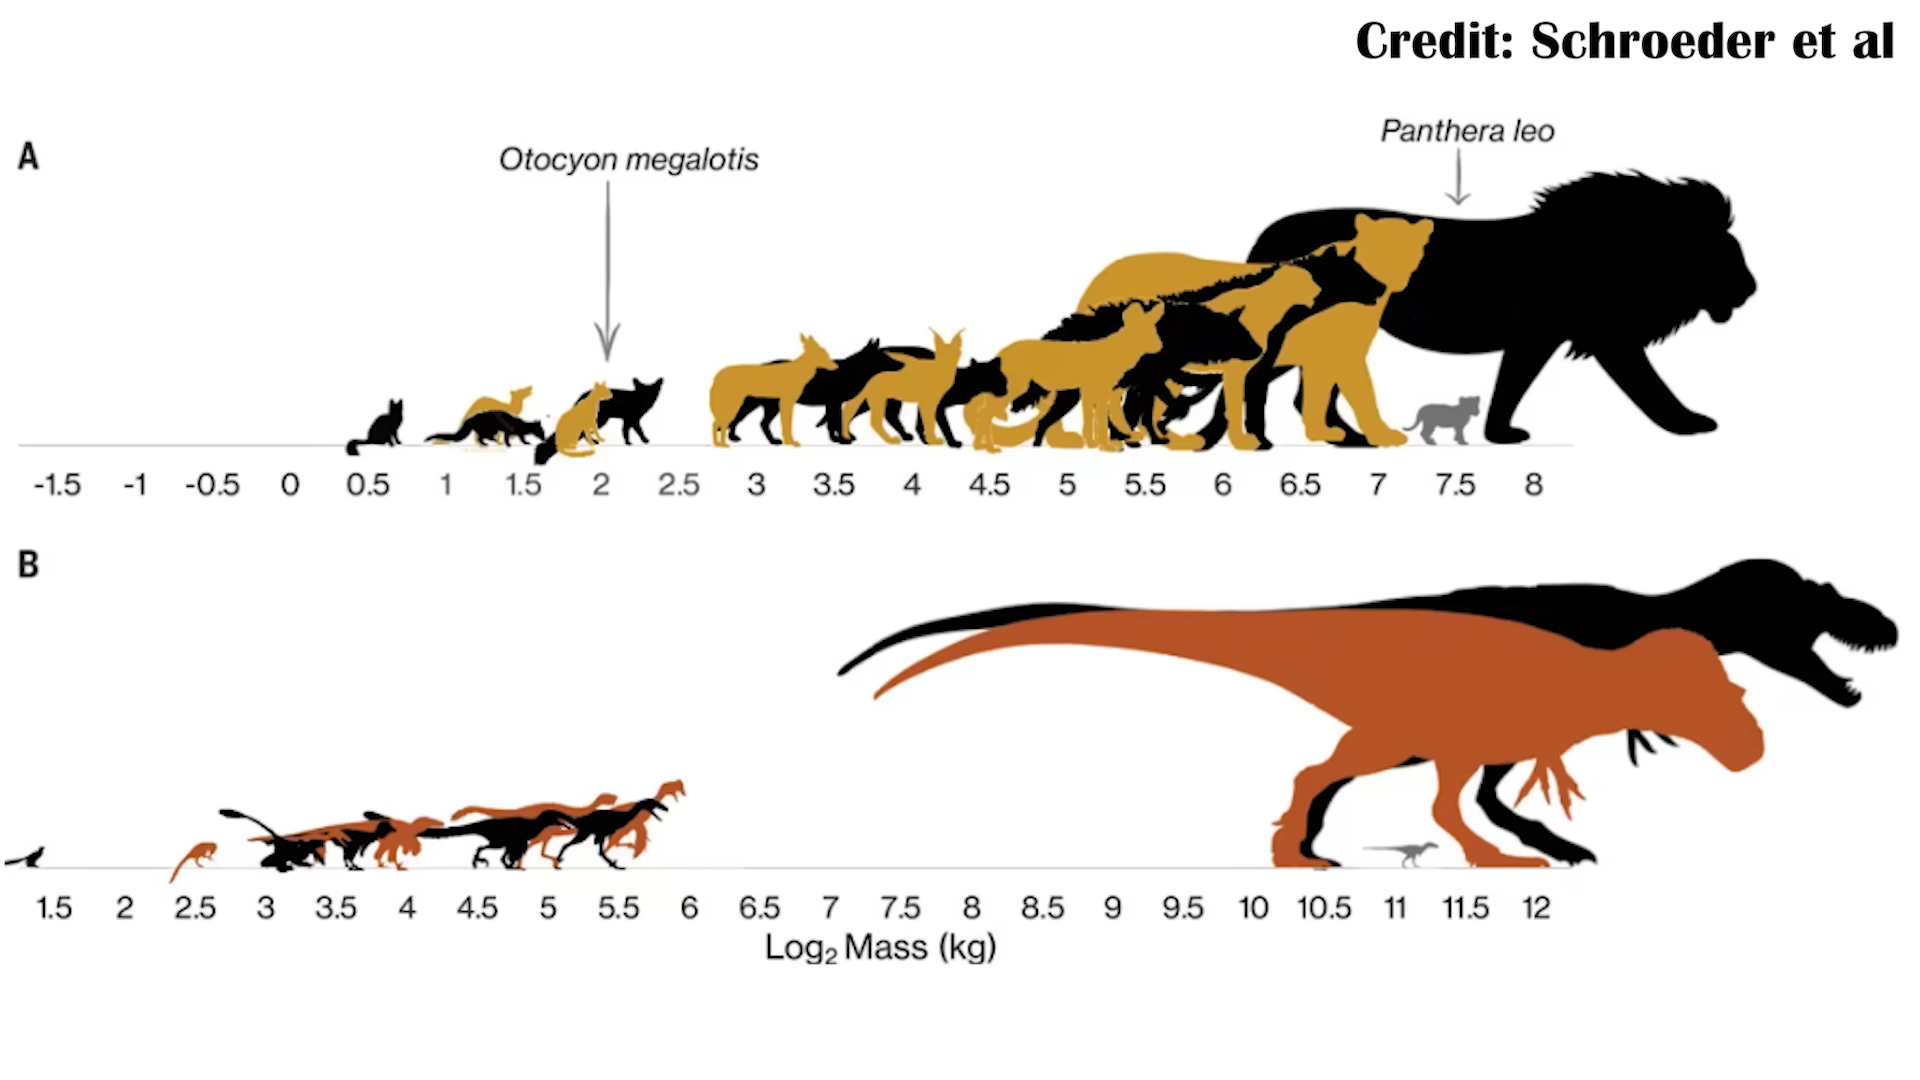 Credit: Schroeder et al
A
Otocyon megalotis
Panthera leo
-1.5 -1 -0.5 0 0.5 1 1.5 2 2.5 3 3.5 4 4.5 5 5.5 6 6.5 7 7.5 8
B
1.5 2 2.5 3 3.5 4 4.5 5 5.5 6 6.5 7 7.5 8 8.5 9 9.5 10 10.5 11 11.5 12
Log₂ Mass (kg)